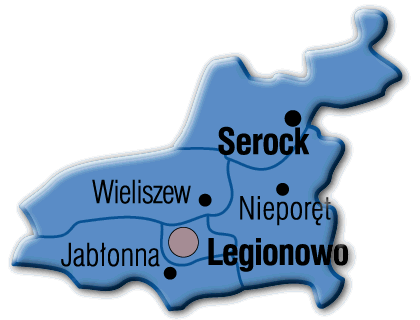 Serock
Wieliszew
Nieporęt
Jabłonna
Legionowo